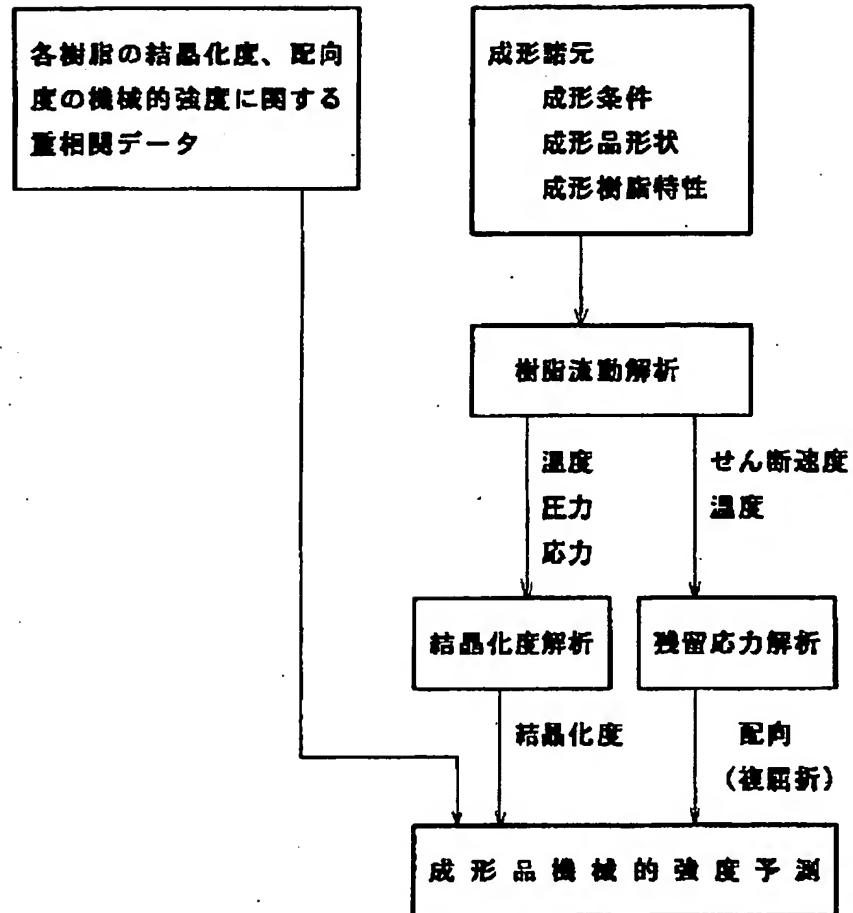 各樹脂の結晶化度、配向
度の機械的強度に関する
重相関データ
成形諸元
成形条件
成形品形状
成形樹脂特性
樹脂流動解析
温度
圧力
応力
せん断速度
温度
結晶化度解析
残留応力解析
結晶化度
配向
(複屈折)
成形品機械的強度予測